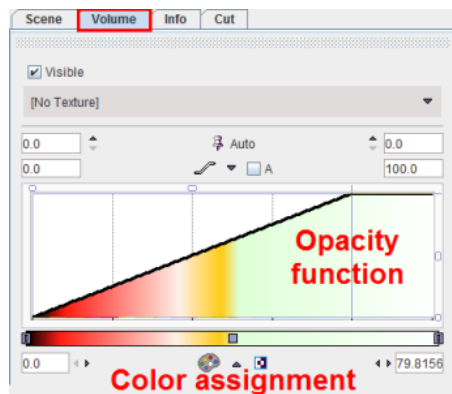 Scene Volume Info Cut
Visible
[No Texture]
0.0 Auto 0.0
0.0 A 100.0
Opacity
function
0.0 79.8156
Color assignment